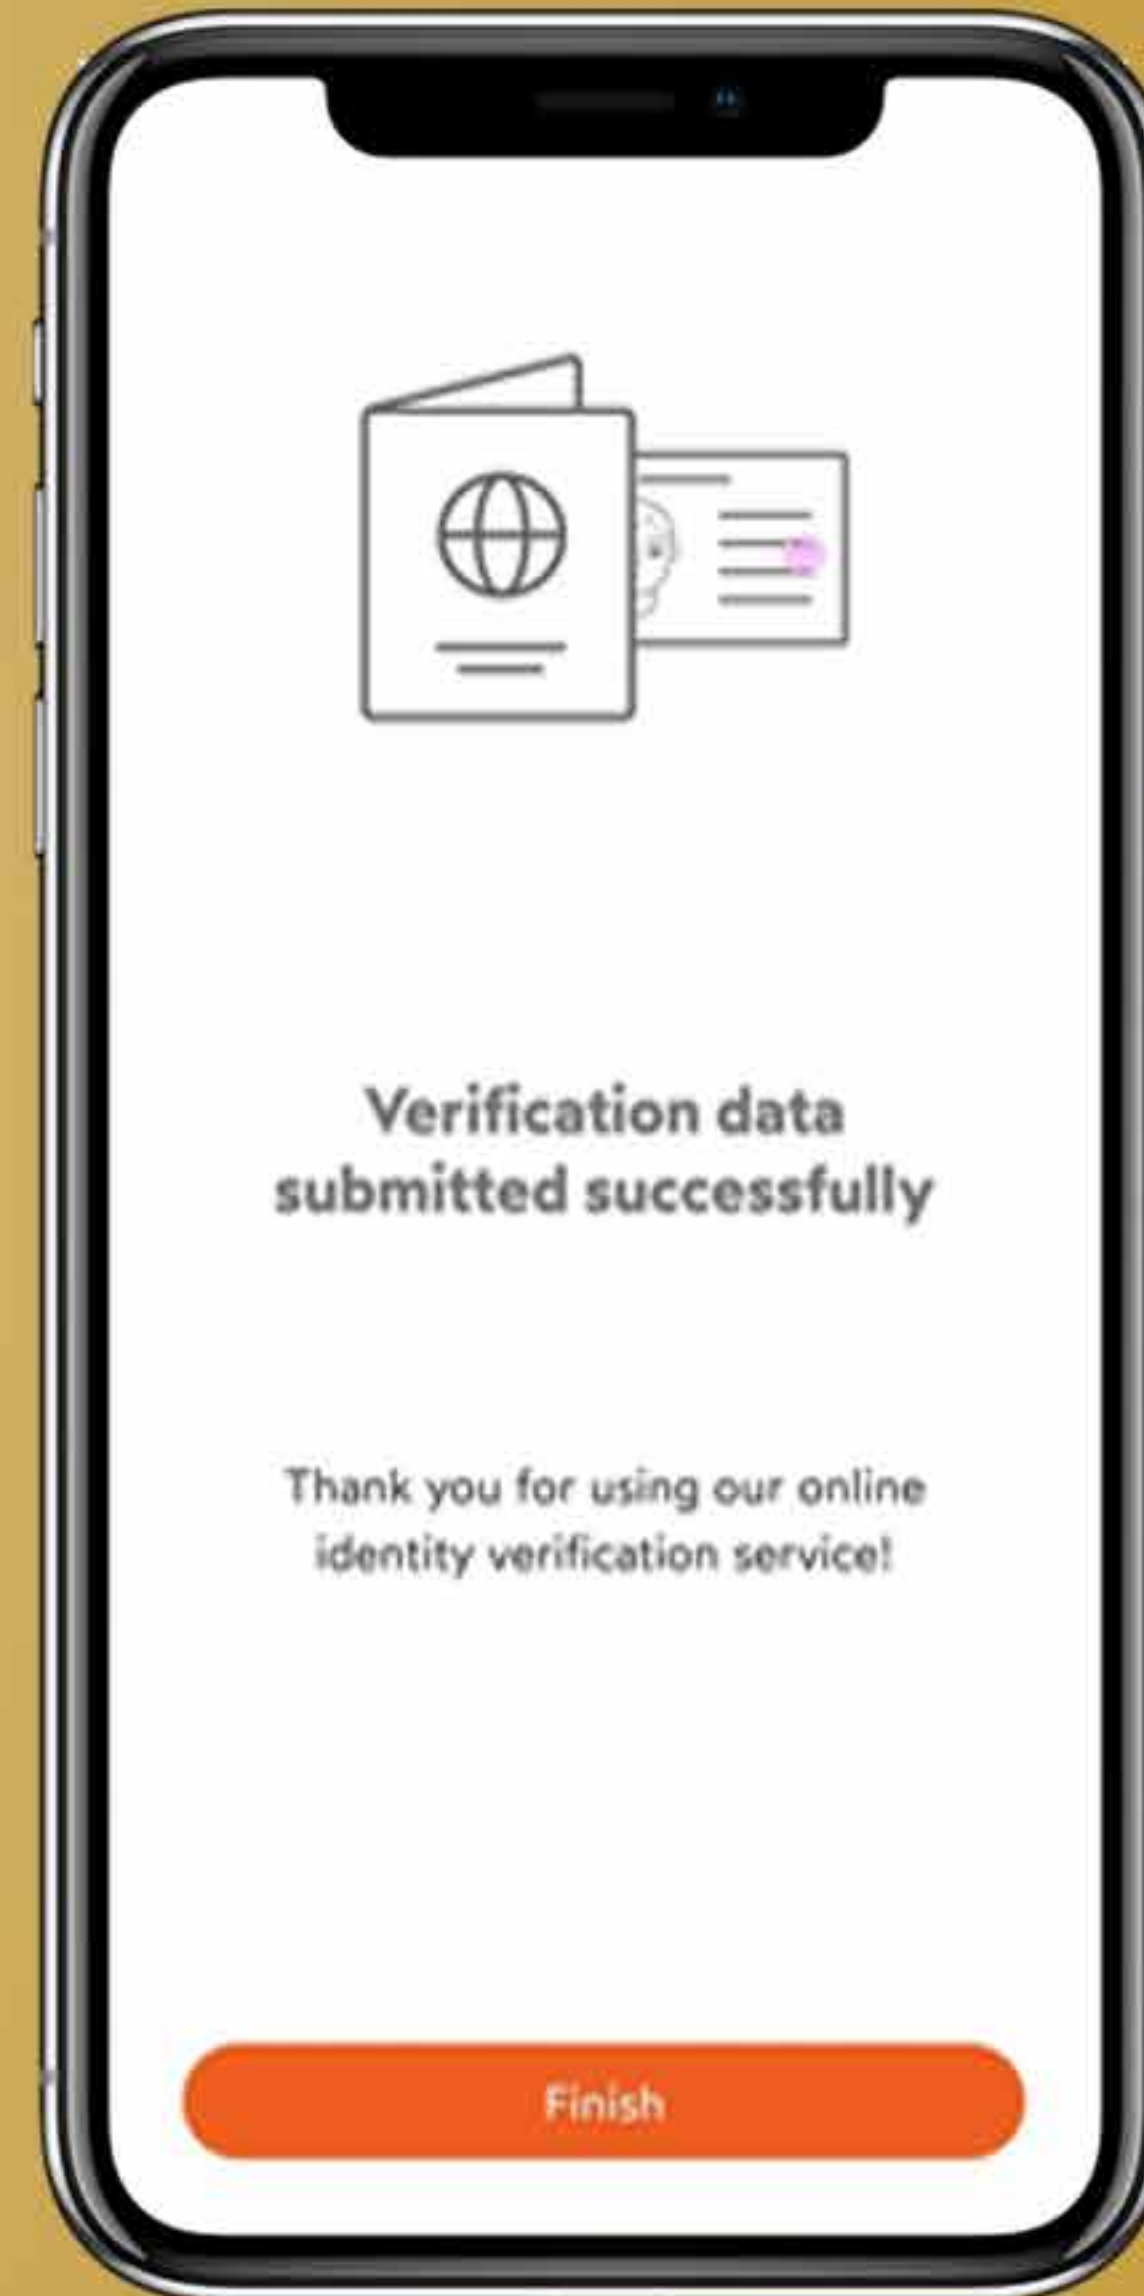 Verification data
submitted successfully
Thank you for using our online
identity verification service!
Finish